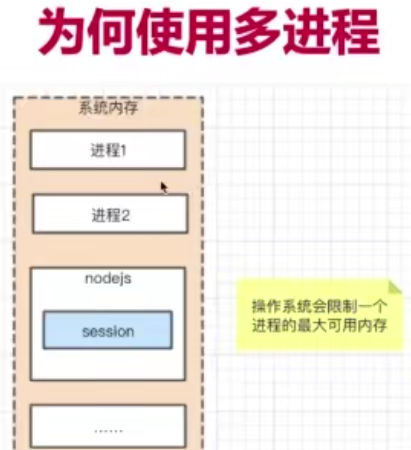 为何使用多进程
系统内存
进程1
进程2
nodejs
session
操作系统会限制一个
进程的最大可用内存
......